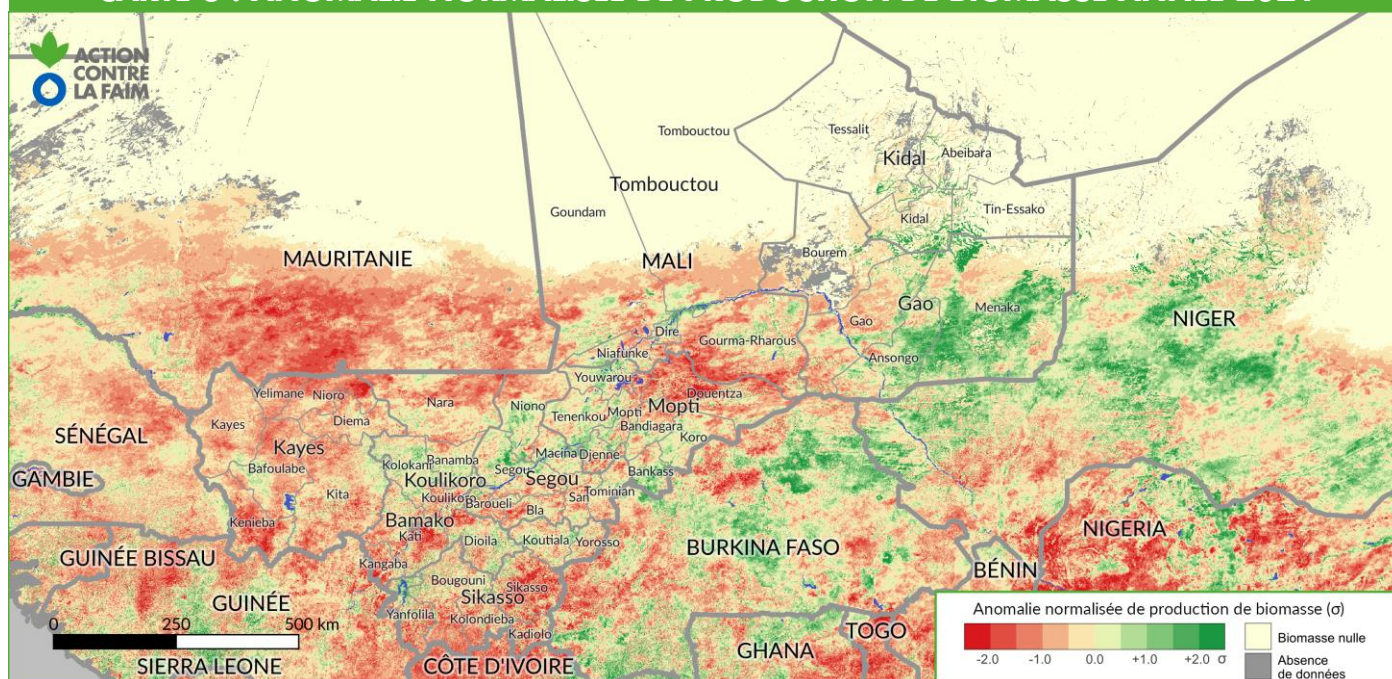 ACTION
CONTRE
LA FAIM
Tombouctou
Tessalit
Kidal
Abeibara
Tombouctou
Goundam
Kidal
Tin-Essako
MAURITANIE
MALI
Bourem
Gao
Menaka
Gao
NIGER
Dire
Gourma-Rharous
Niafunke
Ansongo
Youwarou
Yelimane
Nioro
Nara
Niono
Douentza
Mopti
Tenenkou
Mopti
Bandiagara
Kayes
Diema
Koro
SÉNÉGAL
Kayes
Bafoulabe
Kolokani
Banamba
Macina
Djenne
Segou
Bankass
GAMBIE
Koulikoro
Segou
Kita
Koulikoro
Baroueli
San
Tominian
Bla
Kenieba
Bamako
Kati
Dioila
Koutiala
Yorosso
NIGERIA
GUINÉE BISSAU
Kangaba
BURKINA FASO
BÉNIN
Bougouni
Sikasso
Sikasso
GUINÉE
Yanfolila
Kolondieba
Kadiolo
0
250
500 km
SIERRA LEONE
CÔTE D'IVOIRE
GHANA
TOGO
Anomalie normalisée de production de biomasse (σ)
-2.0
-1.0
0.0
+1.0
+2.0 σ
Biomasse nulle
Absence
de données